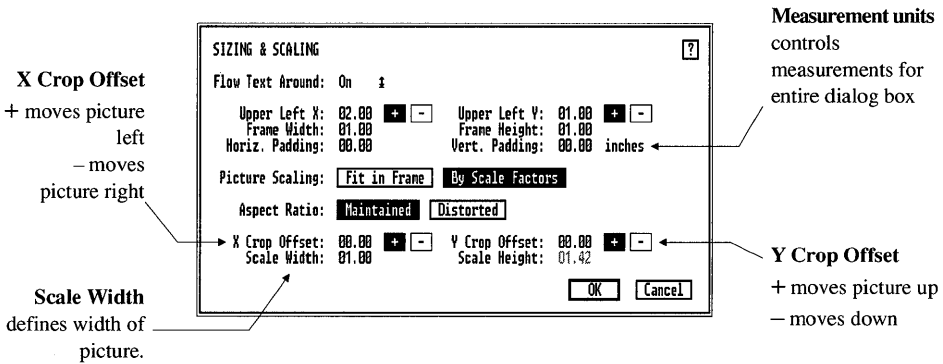 Measurement units
controls
measurements for
entire dialog box
X Crop Offset
+ moves picture
left
– moves
picture right
Scale Width
defines width of
picture.
SIZING & SCALING ?
Flow Text Around: On ↕
Upper Left X: 02.00 + - Upper Left Y: 01.00 + -
Frame Width: 01.00 Frame Height: 01.00
Horiz. Padding: 00.00 Vert. Padding: 00.00 inches
Picture Scaling: Fit in Frame By Scale Factors
Aspect Ratio: Maintained Distorted
X Crop Offset: 00.00 + - Y Crop Offset: 00.00 + -
Scale Width: 01.00 Scale Height: 01.42
OK Cancel
Y Crop Offset
+ moves picture up
– moves down